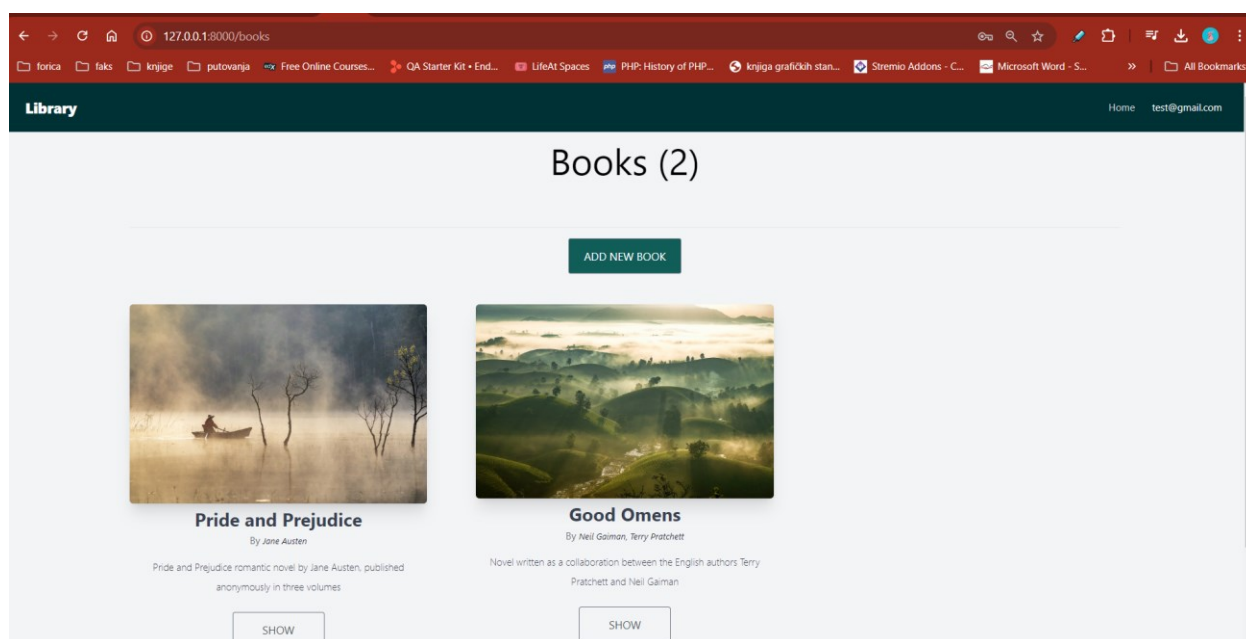 127.0.0.1:8000/books
forica faks knjige putovanja Free Online Courses... QA Starter Kit • End... LifeAt Spaces PHP: History of PHP... knjiga grafičkih stan... Stremio Addons - C... Microsoft Word - S... » All Bookmarks
Library Home test@gmail.com
Books (2)
ADD NEW BOOK
Pride and Prejudice
By Jane Austen
Pride and Prejudice romantic novel by Jane Austen, published
anonymously in three volumes
SHOW
Good Omens
By Neil Gaiman, Terry Pratchett
Novel written as a collaboration between the English authors Terry
Pratchett and Neil Gaiman
SHOW